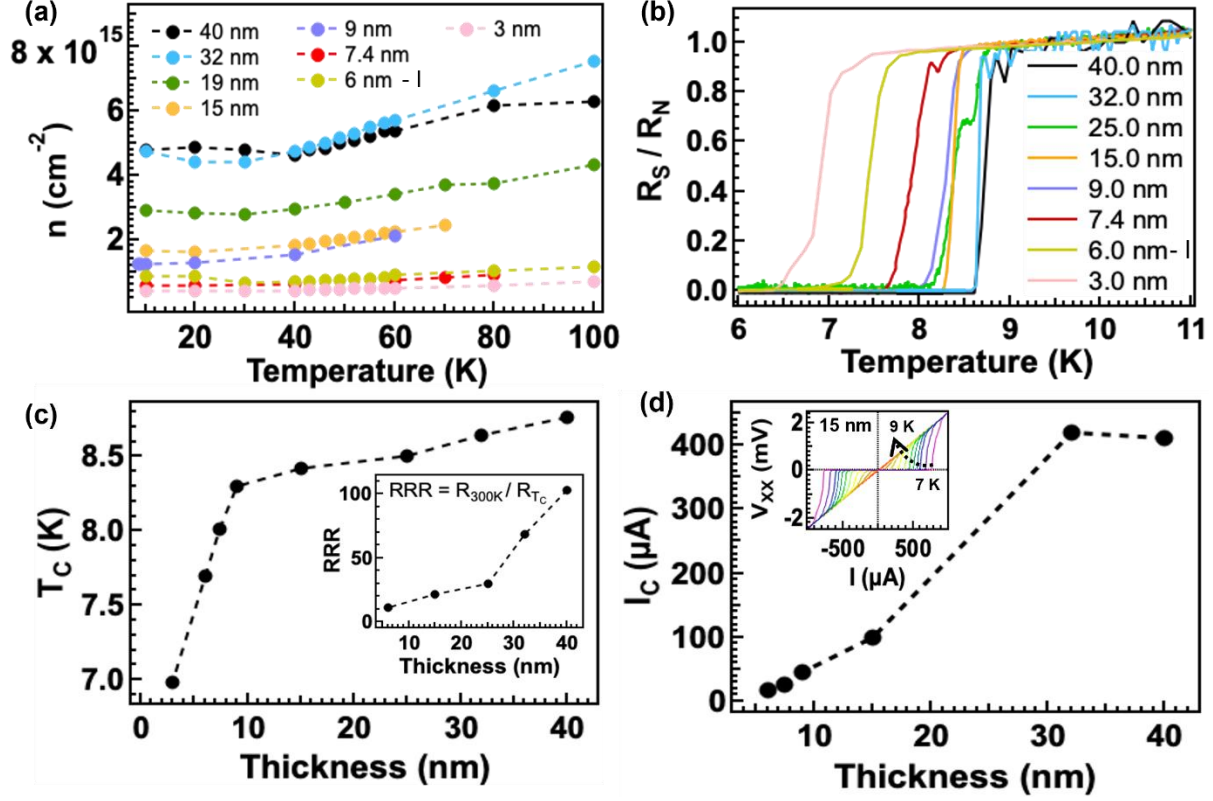 (a)
8 x 10 15
6
4
2
n (cm-2)
40 nm
32 nm
19 nm
15 nm
9 nm
7.4 nm
6 nm - I
3 nm
20 40 60 80 100
Temperature (K)
(b)
1.0
0.8
0.6
0.4
0.2
0.0
RS / RN
40.0 nm
32.0 nm
25.0 nm
15.0 nm
9.0 nm
7.4 nm
6.0 nm- I
3.0 nm
6 7 8 9 10 11
Temperature (K)
(c)
8.5
8.0
7.5
7.0
TC (K)
RRR = R300K / RTC
100
50
0
RRR
10 20 30 40
Thickness (nm)
0 10 20 30 40
Thickness (nm)
(d)
400
300
200
100
0
IC (µA)
15 nm
9 K
7 K
2
0
-2
VXX (mV)
-500 500
I (µA)
10 20 30 40
Thickness (nm)